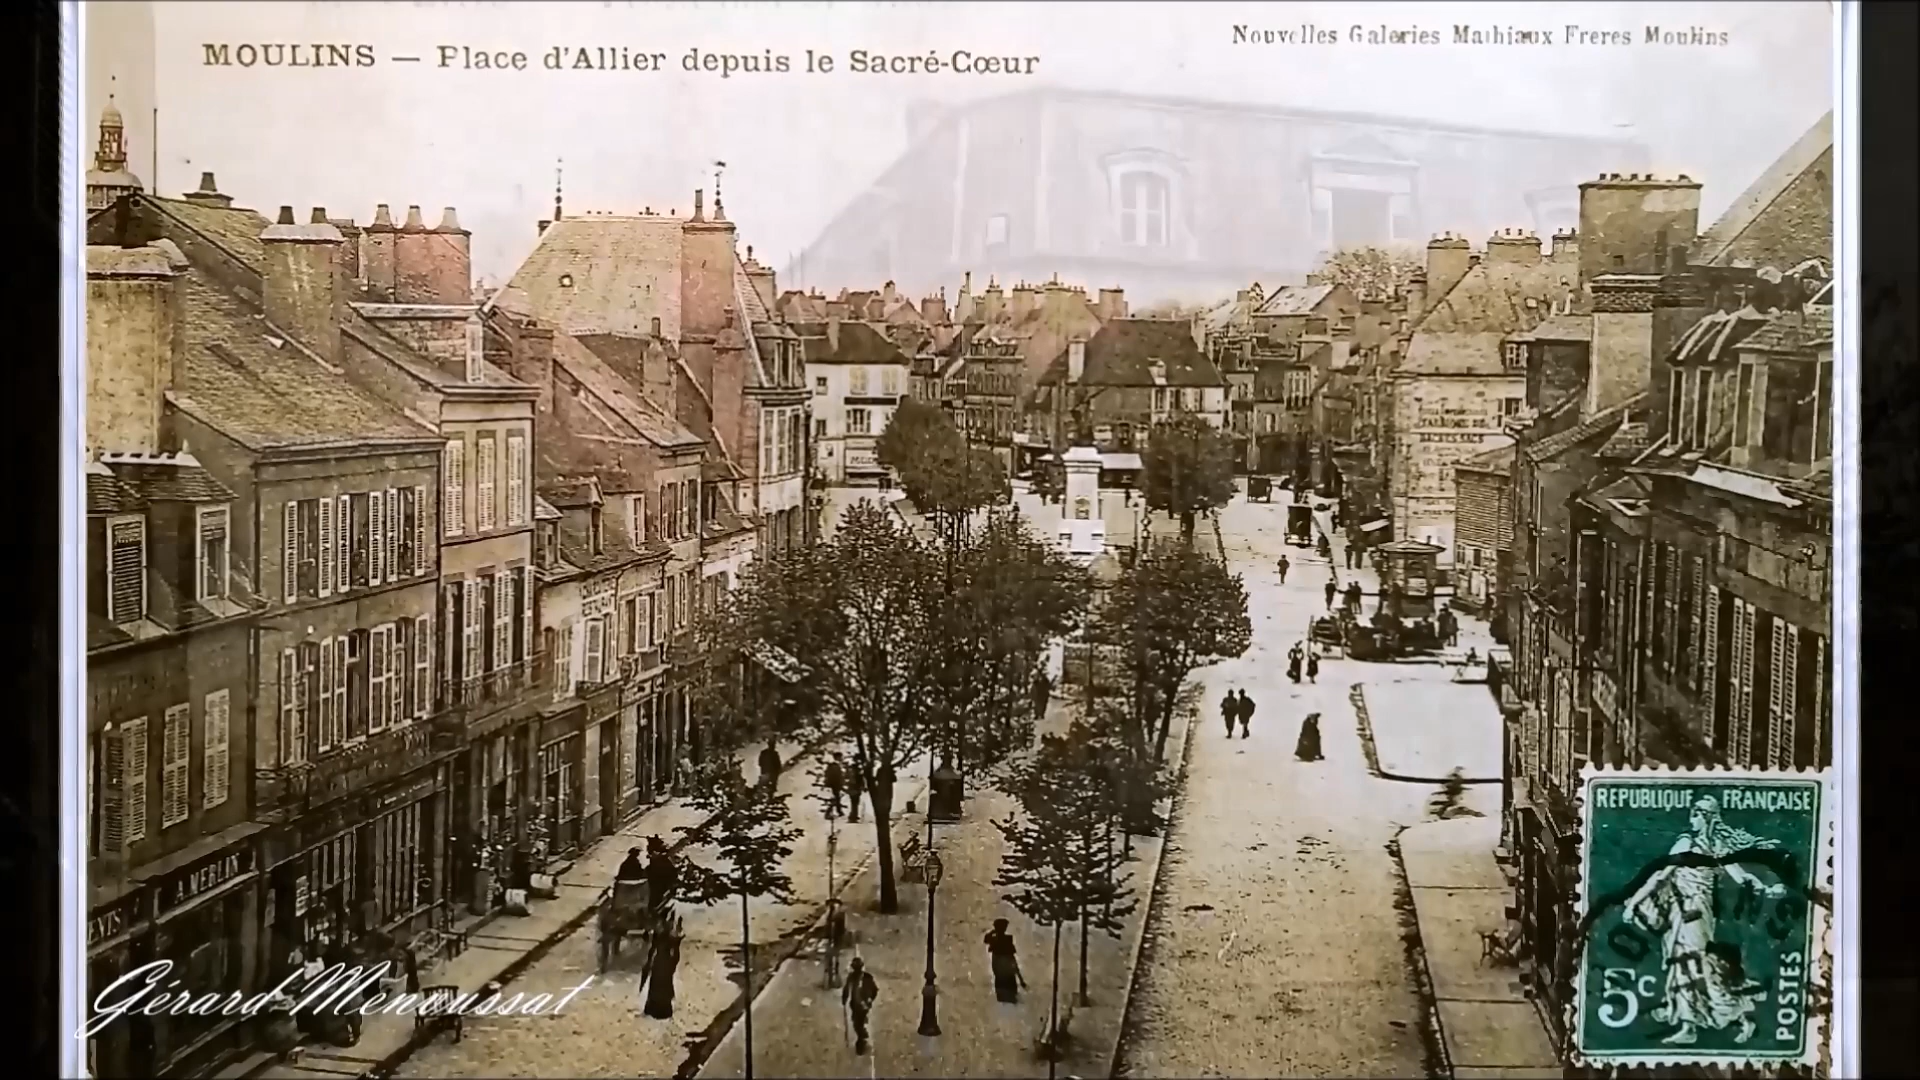 Nouvelles Galeries Mathiaux Freres Moulins
MOULINS — Place d'Allier depuis le Sacré-Cœur
A. MERLIN
ENTS
REPUBLIQUE FRANÇAISE
5c
POSTES
Gérard Menoussat